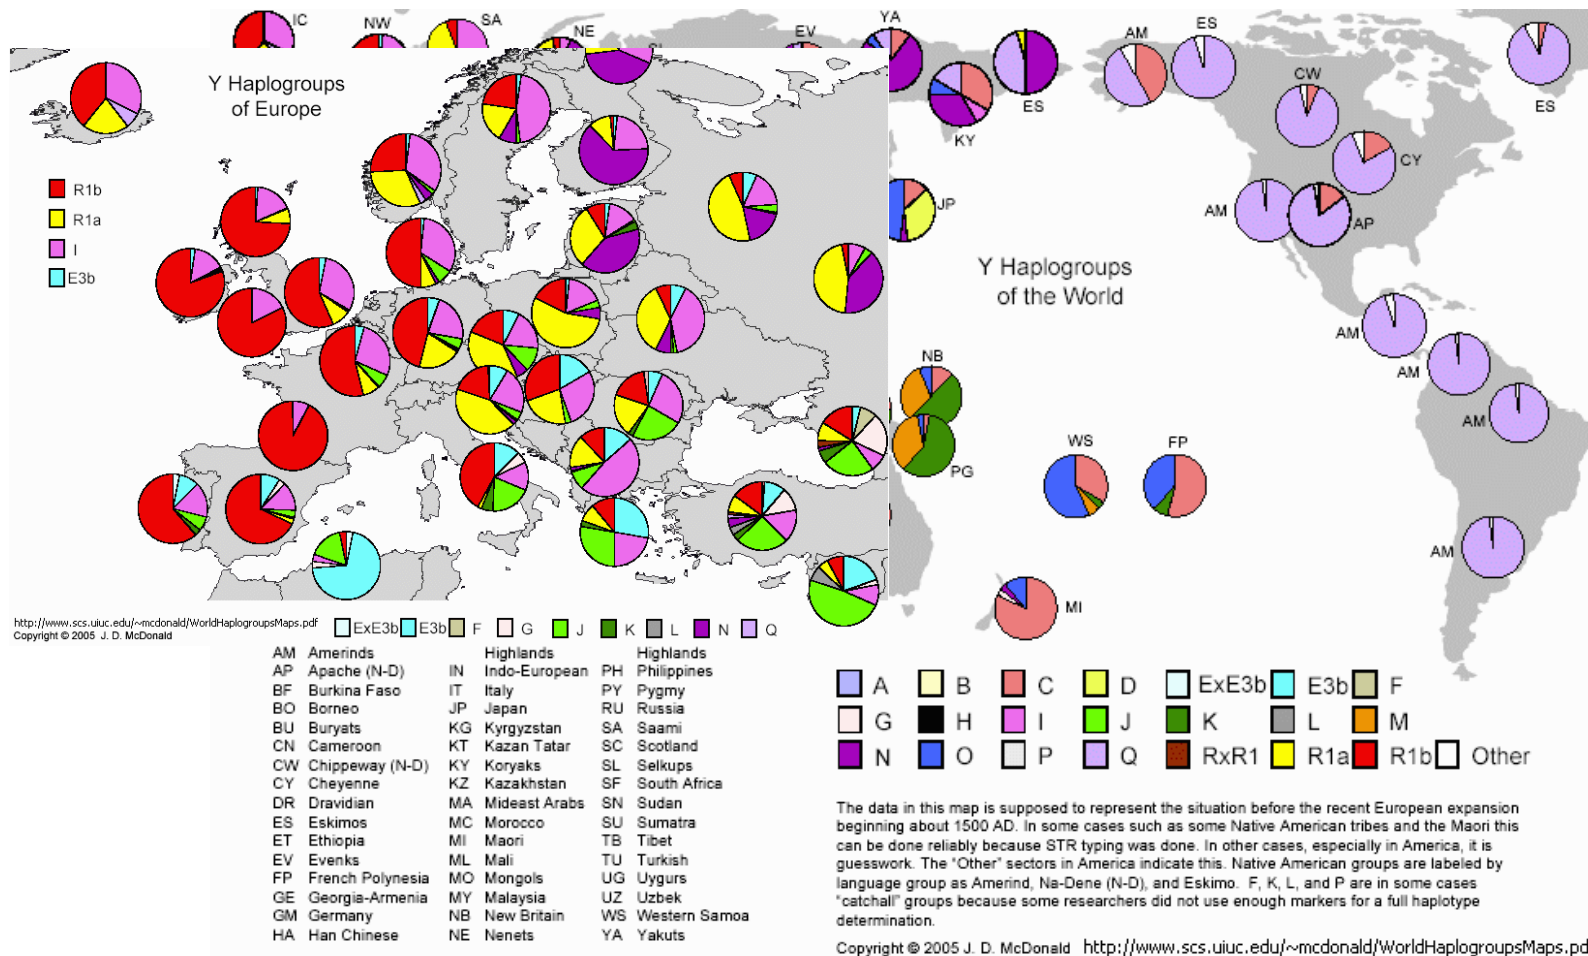 IC
NW
SA
NE
EV
YA
AM
ES
Y Haplogroups
of Europe
R1b
R1a
I
E3b
ES
KY
CW
ES
CY
AM
AP
JP
Y Haplogroups
of the World
AM
AM
AM
NB
PG
WS
FP
AM
MI
http://www.scs.uiuc.edu/~mcdonald/WorldHaplogroupsMaps.pdf
Copyright © 2005 J. D. McDonald
ExE3b E3b F G J K L N Q
AM Amerinds Highlands Highlands
AP Apache (N-D) IN Indo-European PH Philippines
BF Burkina Faso IT Italy PY Pygmy
BO Borneo JP Japan RU Russia
BU Buryats KG Kyrgyzstan SA Saami
CN Cameroon KT Kazan Tatar SC Scotland
CW Chippeway (N-D) KY Koryaks SL Selkups
CY Cheyenne KZ Kazakhstan SF South Africa
DR Dravidian MA Mideast Arabs SN Sudan
ES Eskimos MC Morocco SU Sumatra
ET Ethiopia MI Maori TB Tibet
EV Evenks ML Mali TU Turkish
FP French Polynesia MO Mongols UG Uygurs
GE Georgia-Armenia MY Malaysia UZ Uzbek
GM Germany NB New Britain WS Western Samoa
HA Han Chinese NE Nenets YA Yakuts
A B C D ExE3b E3b F
G H I J K L M
N O P Q RxR1 R1a R1b Other
The data in this map is supposed to represent the situation before the recent European expansion
beginning about 1500 AD. In some cases such as some Native American tribes and the Maori this
can be done reliably because STR typing was done. In other cases, especially in America, it is
guesswork. The "Other" sectors in America indicate this. Native American groups are labeled by
language group as Amerind, Na-Dene (N-D), and Eskimo. F, K, L, and P are in some cases
"catchall" groups because some researchers did not use enough markers for a full haplotype
determination.
Copyright © 2005 J. D. McDonald http://www.scs.uiuc.edu/~mcdonald/WorldHaplogroupsMaps.pd